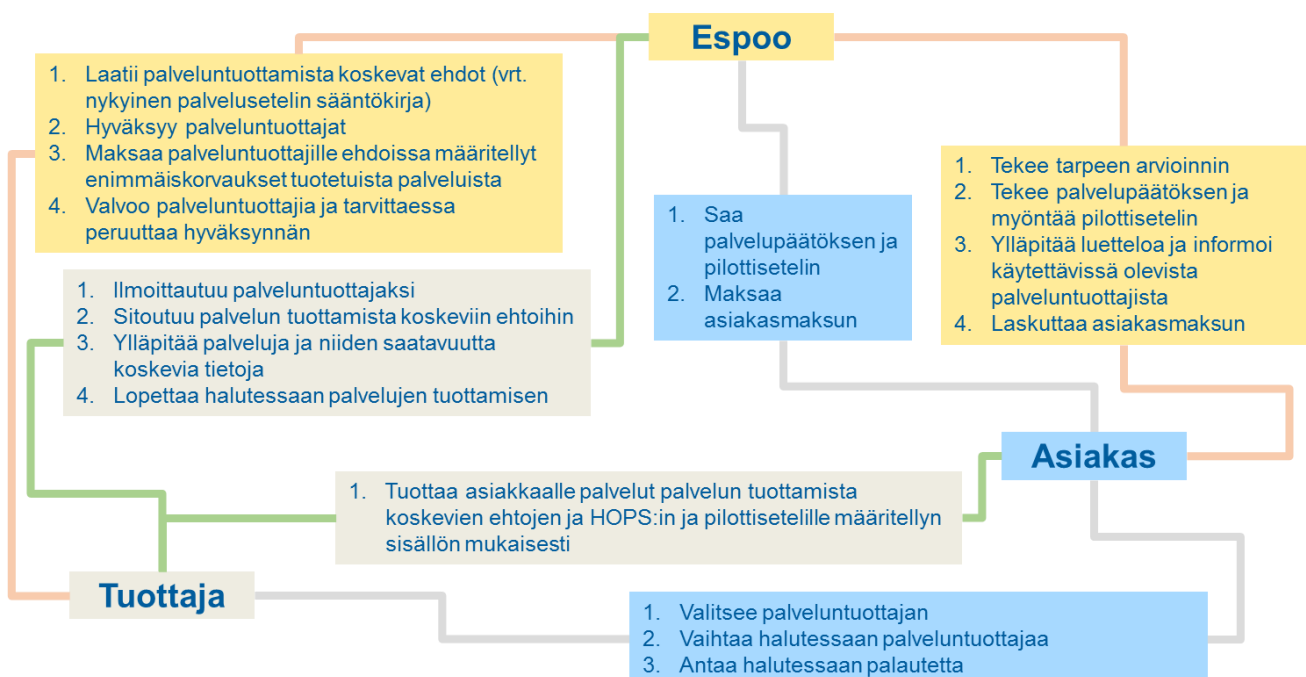 Espoo
1. Laatii palveluntuottamista koskevat ehdot (vrt.
nykyinen palvelusetelin sääntökirja)
2. Hyväksyy palveluntuottajat
3. Maksaa palveluntuottajille ehdoissa määritellyt
enimmäiskorvaukset tuotetuista palveluista
4. Valvoo palveluntuottajia ja tarvittaessa
peruuttaa hyväksynnän
1. Tekee tarpeen arvioinnin
2. Tekee palvelupäätöksen ja
myöntää pilottisetelin
3. Ylläpitää luetteloa ja informoi
käytettävissä olevista
palveluntuottajista
4. Laskuttaa asiakasmaksun
1. Saa
palvelupäätöksen ja
pilottisetelin
2. Maksaa
asiakasmaksun
1. Ilmoittautuu palveluntuottajaksi
2. Sitoutuu palvelun tuottamista koskeviin ehtoihin
3. Ylläpitää palveluja ja niiden saatavuutta
koskevia tietoja
4. Lopettaa halutessaan palvelujen tuottamisen
Asiakas
1. Tuottaa asiakkaalle palvelut palvelun tuottamista
koskevien ehtojen ja HOPS:in ja pilottisetelille määritellyn
sisällön mukaisesti
Tuottaja
1. Valitsee palveluntuottajan
2. Vaihtaa halutessaan palveluntuottajaa
3. Antaa halutessaan palautetta